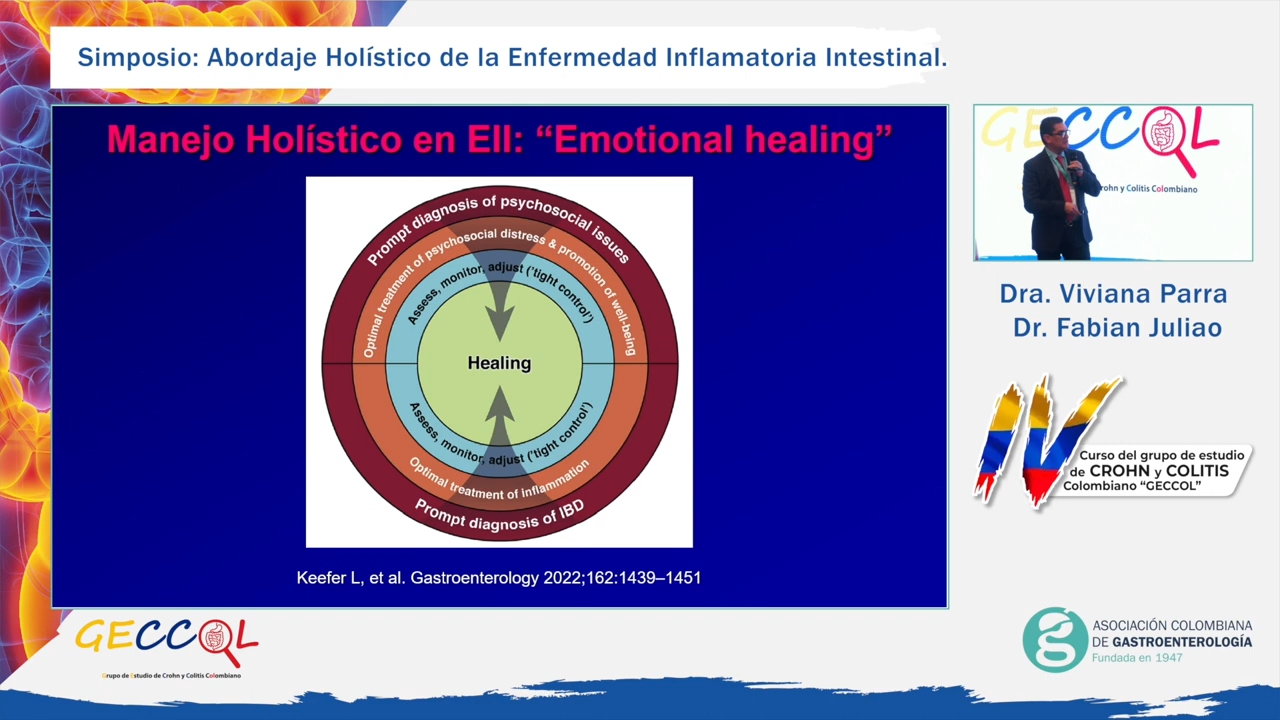 Simposio: Abordaje Holístico de la Enfermedad Inflamatoria Intestinal.
Manejo Holístico en EII: “Emotional healing”
Prompt diagnosis of psychosocial issues
Optimal treatment of psychosocial distress & promotion of well-being
Assess, monitor, adjust ('tight control')
Healing
Assess, monitor, adjust ('tight control')
Optimal treatment of inflammation
Prompt diagnosis of IBD
Keefer L, et al. Gastroenterology 2022;162:1439–1451
GECCOL
rohn y Colitis Colombiano
Dra. Viviana Parra
Dr. Fabian Juliao
IV
Curso del grupo de estudio
de CROHN y COLITIS
Colombiano “GECCOL”
GECCOL
Grupo de Estudio de Crohn y Colitis Colombiano
ASOCIACIÓN COLOMBIANA
DE GASTROENTEROLOGÍA
Fundada en 1947